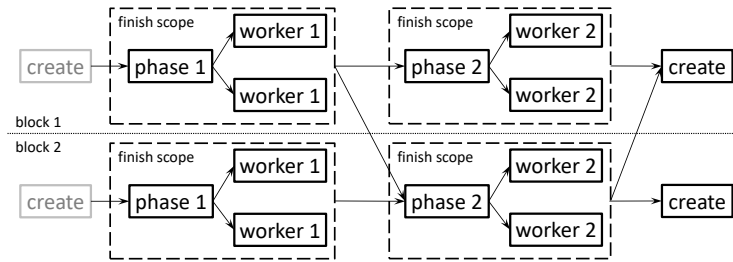 finish scope
worker 1
finish scope
worker 2
create
phase 1
phase 2
create
worker 1
worker 2
block 1
block 2
finish scope
worker 1
finish scope
worker 2
create
phase 1
phase 2
create
worker 1
worker 2